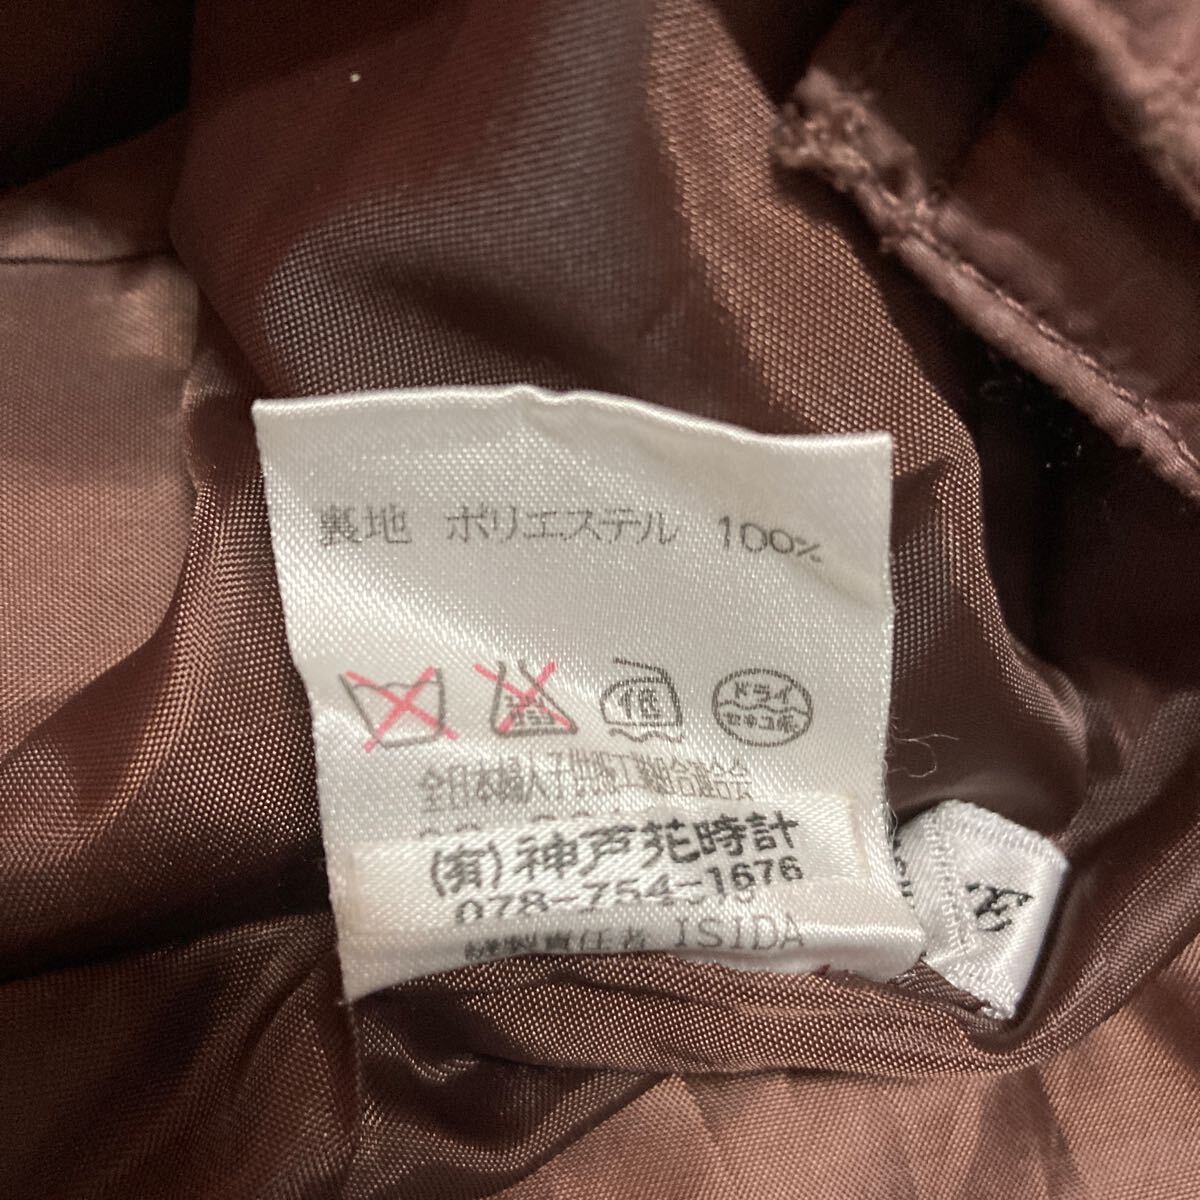 裏地 ポリエステル 100%
低
ドライ
セキユ系
全日本婦人子供服工業組合連合会
(有)神戸花時計
078-754-1676
縫製責任者 ISIDA